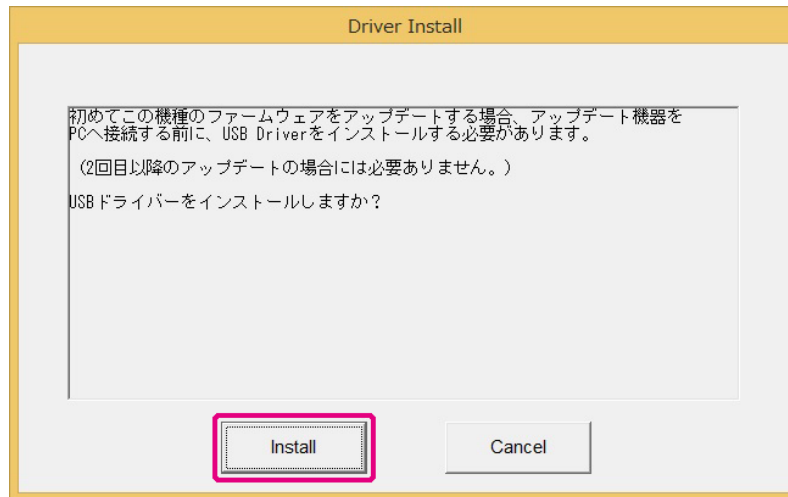 Driver Install
初めてこの機種のファームウェアをアップデートする場合、アップデート機器を
PCへ接続する前に、USB Driverをインストールする必要があります。
（2回目以降のアップデートの場合には必要ありません。）
USBドライバーをインストールしますか？
Install
Cancel